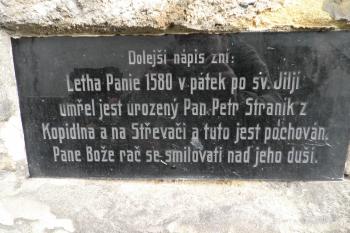 Dolejší nápis zní:
Letha Panie 1580 v pátek po sv. Jiljí
umřel jest urozený Pan Petr Straník z
Kopidlna a na Střevači a tuto jest pochován.
Pane Bože rač se smilovati nad jeho duší.